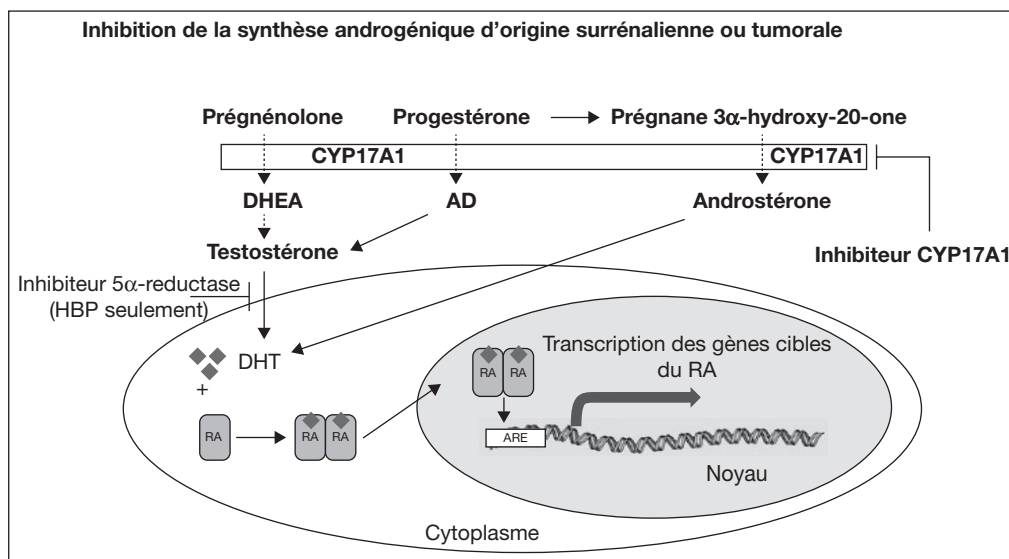 Inhibition de la synthèse androgénique d'origine surrénalienne ou tumorale
Prégnénolone Progestérone Prégnane 3α-hydroxy-20-one
CYP17A1 CYP17A1
DHEA AD Androstérone
Testostérone
Inhibiteur CYP17A1
Inhibiteur 5α-reductase
(HBP seulement)
DHT
+
RA
RA RA
RA RA
Transcription des gènes cibles
du RA
ARE
Noyau
Cytoplasme